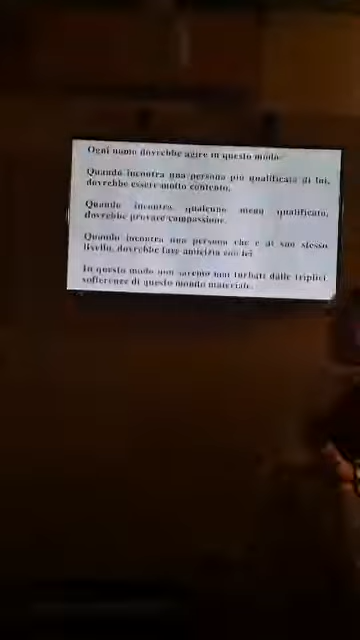 Ogni uomo dovrebbe agire in questo modo.
Quando incontra una persona più qualificata di lui,
dovrebbe essere molto contento.
Quando incontra qualcuno meno qualificato,
dovrebbe provare compassione.
Quando incontra una persona che è al suo stesso
livello, dovrebbe fare amicizia con lei
In questo modo non saremo mai turbati dalle triplici
sofferenze di questo mondo materiale.